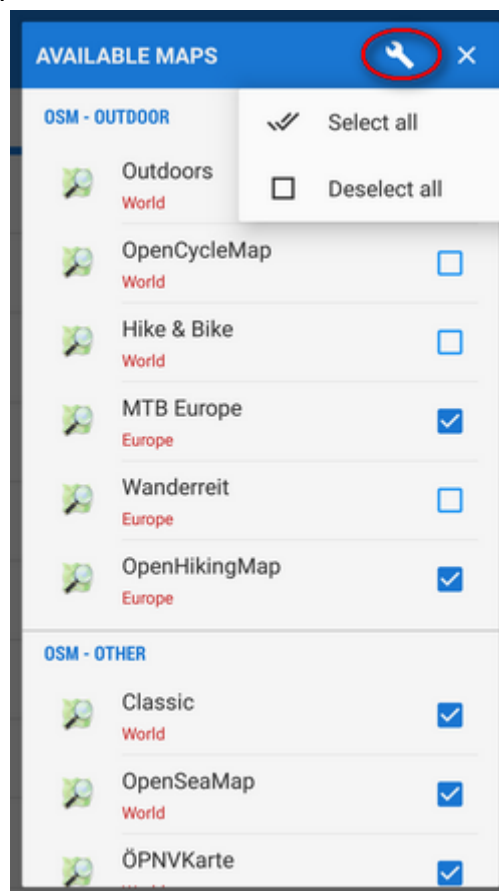 AVAILABLE MAPS
OSM - OUTDOOR
Select all
Outdoors
World
Deselect all
OpenCycleMap
World
Hike & Bike
World
MTB Europe
Europe
Wanderreit
Europe
OpenHikingMap
Europe
OSM - OTHER
Classic
World
OpenSeaMap
World
ÖPNVKarte